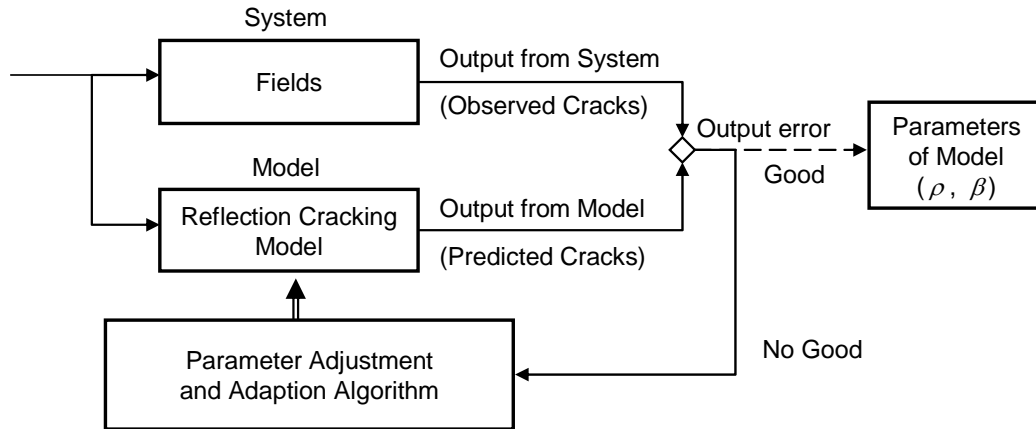 System
Fields
Output from System
(Observed Cracks)
Output error
Good
Parameters
of Model
(ρ, β)
Model
Reflection Cracking
Model
Output from Model
(Predicted Cracks)
No Good
Parameter Adjustment
and Adaption Algorithm